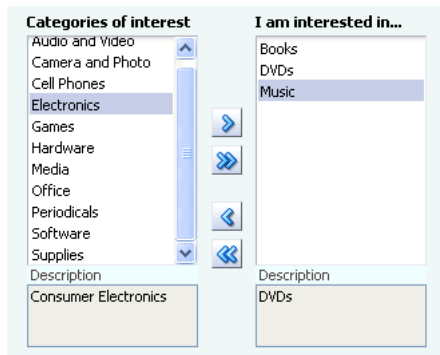 Categories of interest
Audio and Video
Camera and Photo
Cell Phones
Electronics
Games
Hardware
Media
Office
Periodicals
Software
Supplies
Description
Consumer Electronics
I am interested in...
Books
DVDs
Music
Description
DVDs